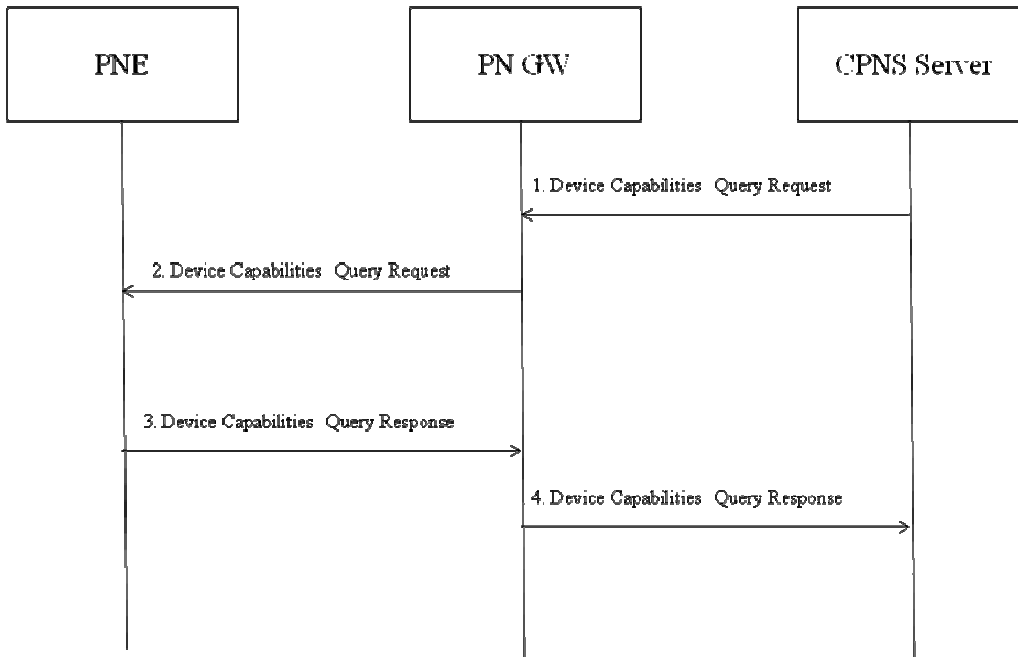 PNE
PN GW
CPNS Server
1. Device Capabilities Query Request
2. Device Capabilities Query Request
3. Device Capabilities Query Response
4. Device Capabilities Query Response